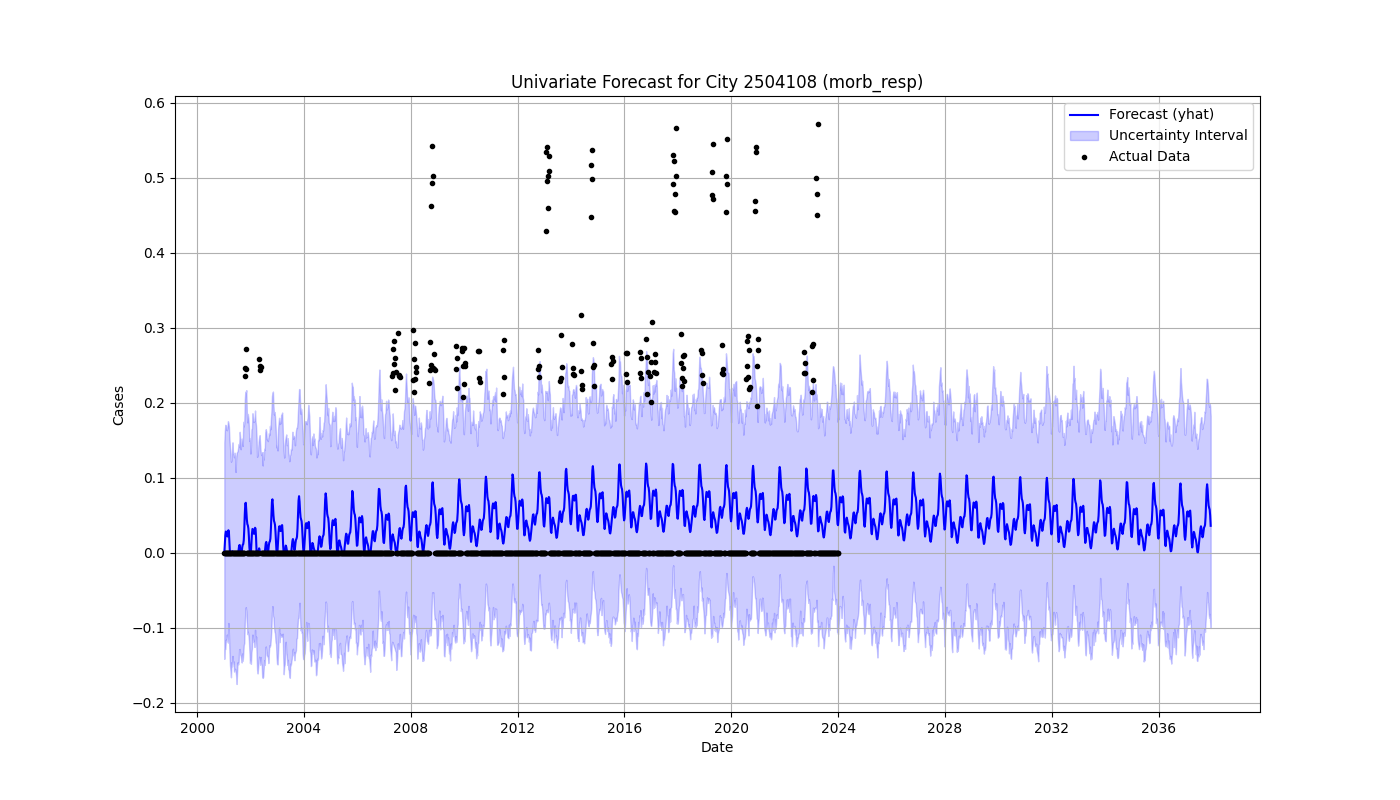 Univariate Forecast for City 2504108 (morb_resp)
Forecast (yhat)
Uncertainty Interval
Actual Data
Cases
0.6
0.5
0.4
0.3
0.2
0.1
0.0
−0.1
−0.2
2000 2004 2008 2012 2016 2020 2024 2028 2032 2036
Date